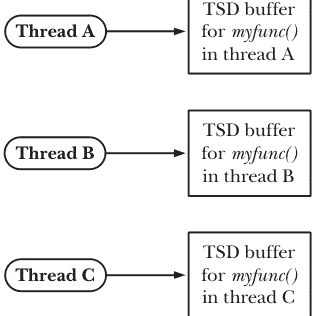 Thread A
TSD buffer
for myfunc()
in thread A
Thread B
TSD buffer
for myfunc()
in thread B
Thread C
TSD buffer
for myfunc()
in thread C